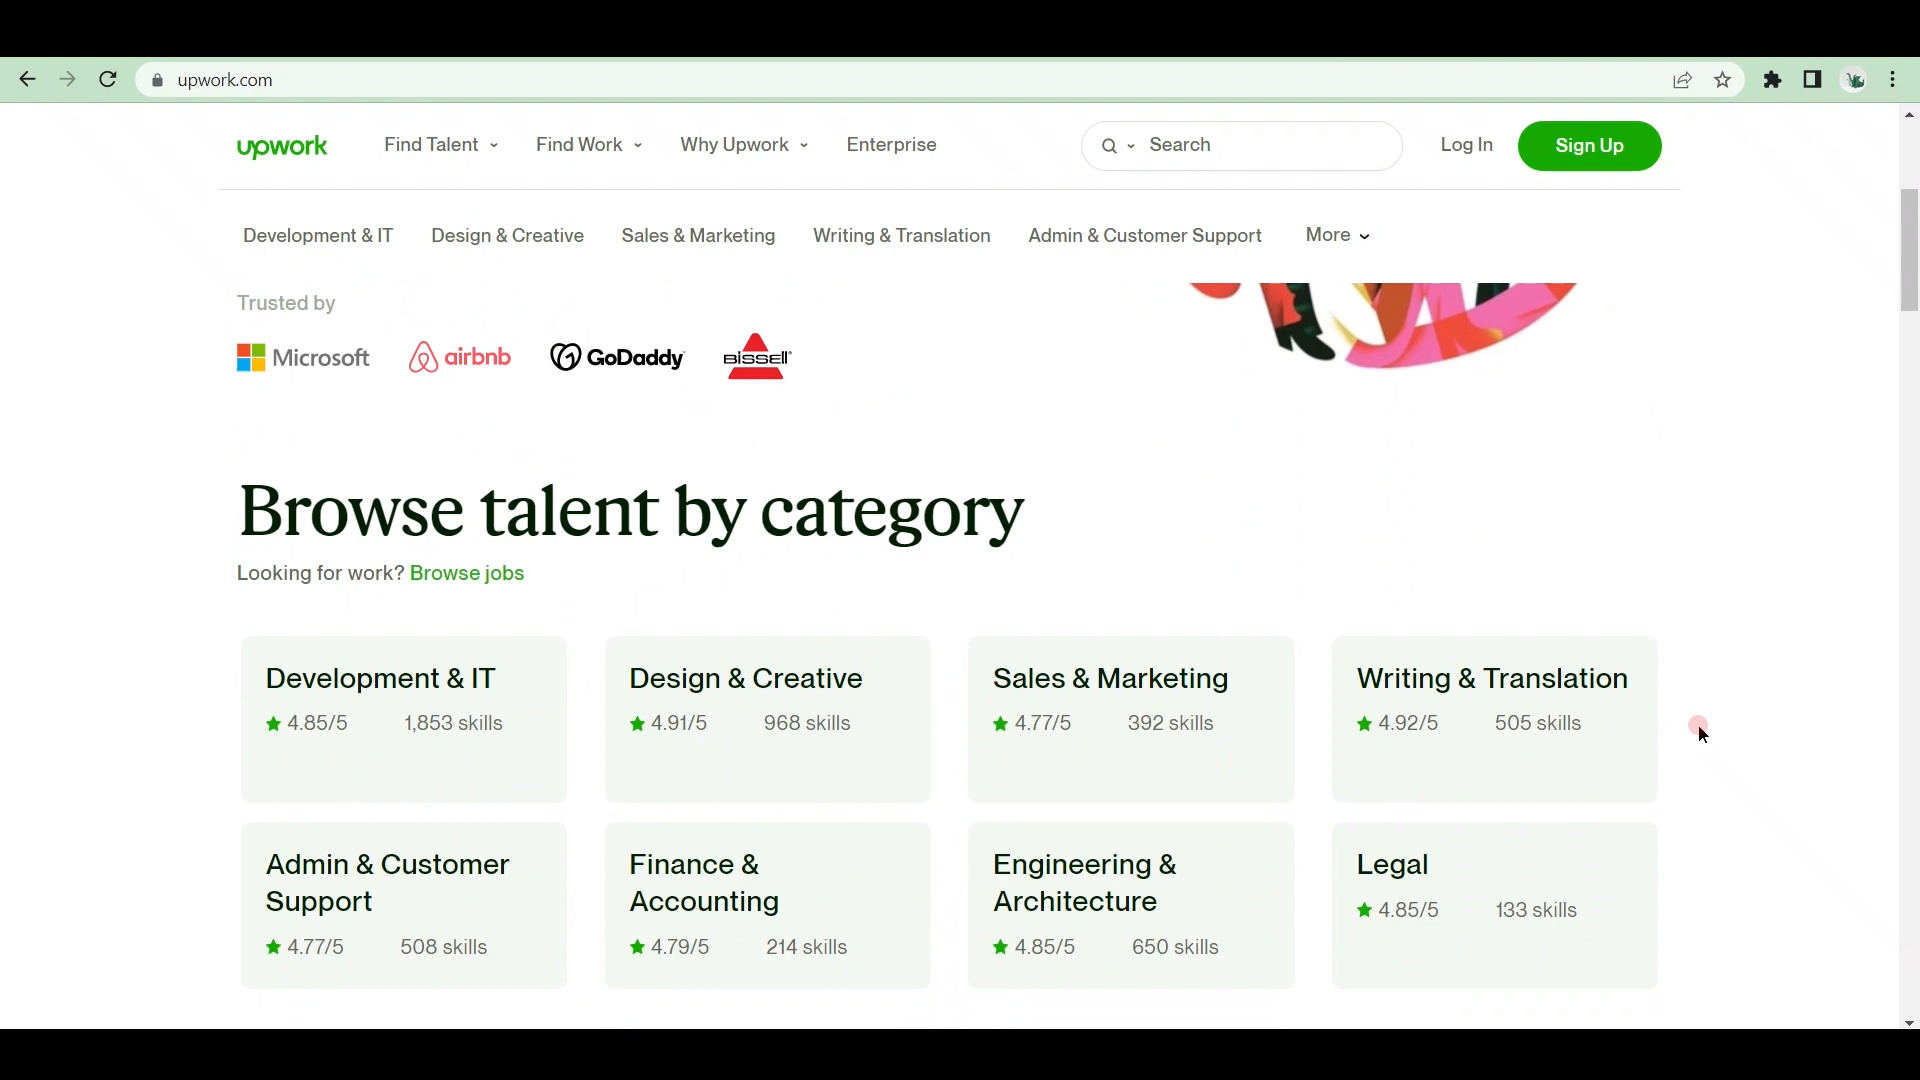 upwork.com
upwork Find Talent Find Work Why Upwork Enterprise Search Log In Sign Up
Development & IT Design & Creative Sales & Marketing Writing & Translation Admin & Customer Support More
Trusted by
Microsoft airbnb GoDaddy BISSELL
Browse talent by category
Looking for work? Browse jobs
Development & IT
4.85/5 1,853 skills
Design & Creative
4.91/5 968 skills
Sales & Marketing
4.77/5 392 skills
Writing & Translation
4.92/5 505 skills
Admin & Customer
Support
4.77/5 508 skills
Finance &
Accounting
4.79/5 214 skills
Engineering &
Architecture
4.85/5 650 skills
Legal
4.85/5 133 skills